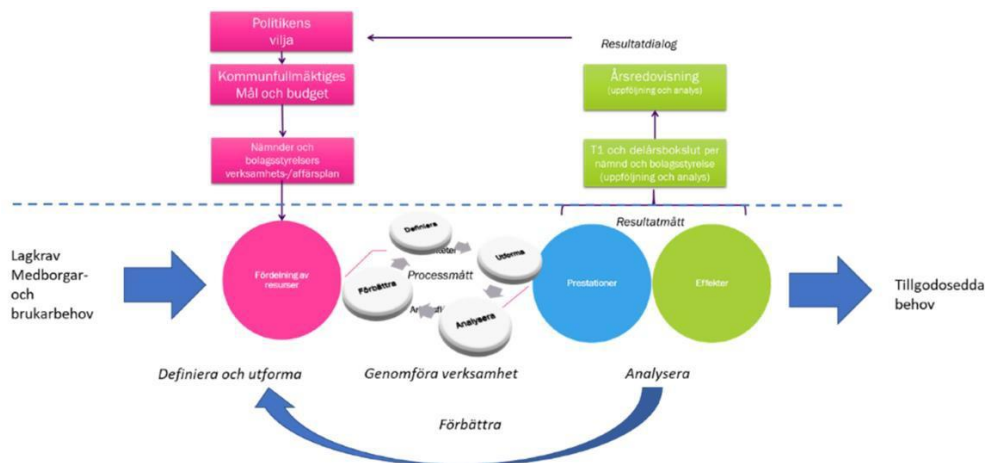 Politikens
vilja
Resultatdialog
Kommunfullmäktiges
Mål och budget
Årsredovisning
(uppföljning och analys)
Nämnder och
bolagsstyrelsers
verksamhets-/affärsplan
T1 och delårsbokslut per
nämnd och bolagsstyrelse
(uppföljning och analys)
Resultatmått
Lagkrav
Medborgar-
och
brukarbehov
Fördelning av
resurser
Definiera
Utforma
Processmått
Förbättra
Analysera
Prestationer
Effekter
Tillgodosedda
behov
Definiera och utforma
Genomföra verksamhet
Analysera
Förbättra